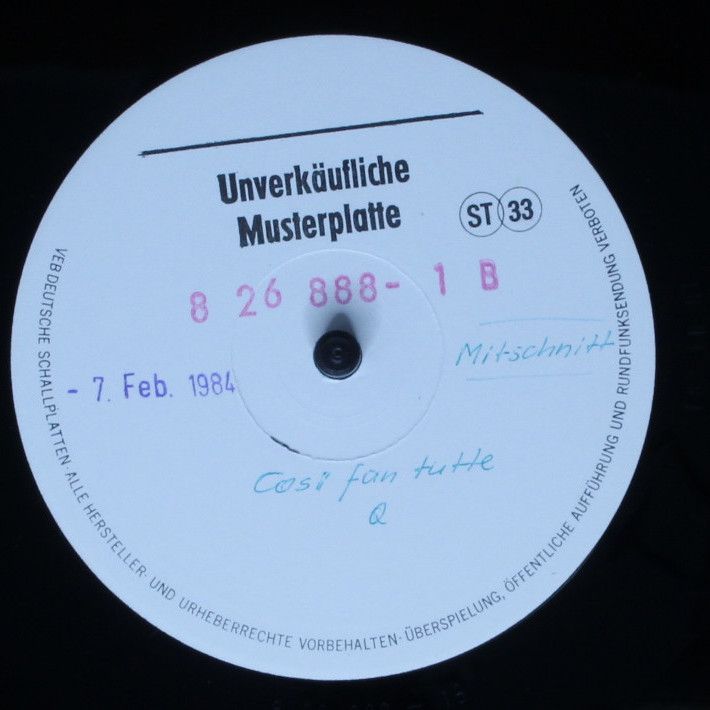 Unverkäufliche
Musterplatte
ST 33
8 26 888- 1 B
Mitschnitt
- 7. Feb. 1984
Cosi fan tutte
Q
VEB DEUTSCHE SCHALLPLATTEN · ALLE HERSTELLER- UND URHEBERRECHTE VORBEHALTEN · ÜBERSPIELUNG, ÖFFENTLICHE AUFFÜHRUNG UND RUNDFUNKSENDUNG VERBOTEN